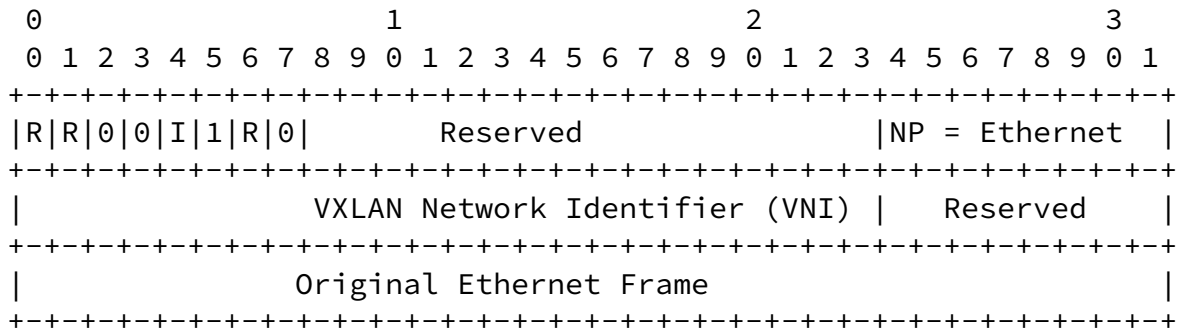 0                   1                   2                   3
 0 1 2 3 4 5 6 7 8 9 0 1 2 3 4 5 6 7 8 9 0 1 2 3 4 5 6 7 8 9 0 1
+-+-+-+-+-+-+-+-+-+-+-+-+-+-+-+-+-+-+-+-+-+-+-+-+-+-+-+-+-+-+-+-+
|R|R|0|0|I|1|R|0|       Reserved                |NP = Ethernet  |
+-+-+-+-+-+-+-+-+-+-+-+-+-+-+-+-+-+-+-+-+-+-+-+-+-+-+-+-+-+-+-+-+
|                VXLAN Network Identifier (VNI) |   Reserved    |
+-+-+-+-+-+-+-+-+-+-+-+-+-+-+-+-+-+-+-+-+-+-+-+-+-+-+-+-+-+-+-+-+
|               Original Ethernet Frame                         |
+-+-+-+-+-+-+-+-+-+-+-+-+-+-+-+-+-+-+-+-+-+-+-+-+-+-+-+-+-+-+-+-+